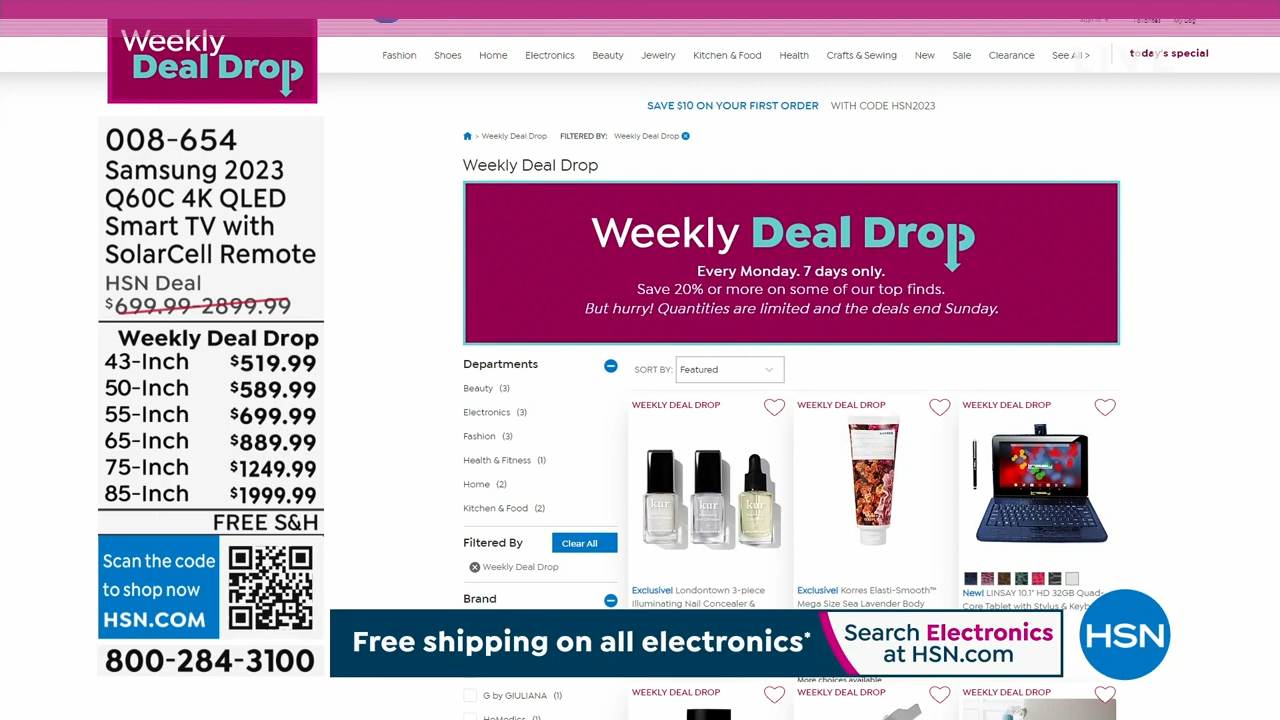 Weekly
Deal Drop
008-654
Samsung 2023
Q60C 4K QLED
Smart TV with
SolarCell Remote
HSN Deal
$699.99-2899.99
Weekly Deal Drop
43-Inch $519.99
50-Inch $589.99
55-Inch $699.99
65-Inch $889.99
75-Inch $1249.99
85-Inch $1999.99
FREE S&H
Scan the code
to shop now
HSN.COM
800-284-3100
Fashion Shoes Home Electronics Beauty Jewelry Kitchen & Food Health Crafts & Sewing New Sale Clearance See All > today's special
LIVE
SAVE $10 ON YOUR FIRST ORDER WITH CODE HSN2023
> Weekly Deal Drop FILTERED BY: Weekly Deal Drop
Weekly Deal Drop
Weekly Deal Drop
Every Monday. 7 days only.
Save 20% or more on some of our top finds.
But hurry! Quantities are limited and the deals end Sunday.
Departments
Beauty (3)
Electronics (3)
Fashion (3)
Health & Fitness (1)
Home (2)
Kitchen & Food (2)
Filtered By Clear All
Weekly Deal Drop
Brand
G by GIULIANA (1)
HoMedics (1)
SORT BY: Featured
WEEKLY DEAL DROP WEEKLY DEAL DROP WEEKLY DEAL DROP
kur kur kur
Exclusive! Londontown 3-piece
Illuminating Nail Concealer &
Exclusive! Korres Elasti-Smooth™
Mega Size Sea Lavender Body
New! LINSAY 10.1" HD 32GB Quad-
Core Tablet with Stylus & Keyb
More choices available
WEEKLY DEAL DROP WEEKLY DEAL DROP WEEKLY DEAL DROP
Free shipping on all electronics*
Search Electronics
at HSN.com
HSN